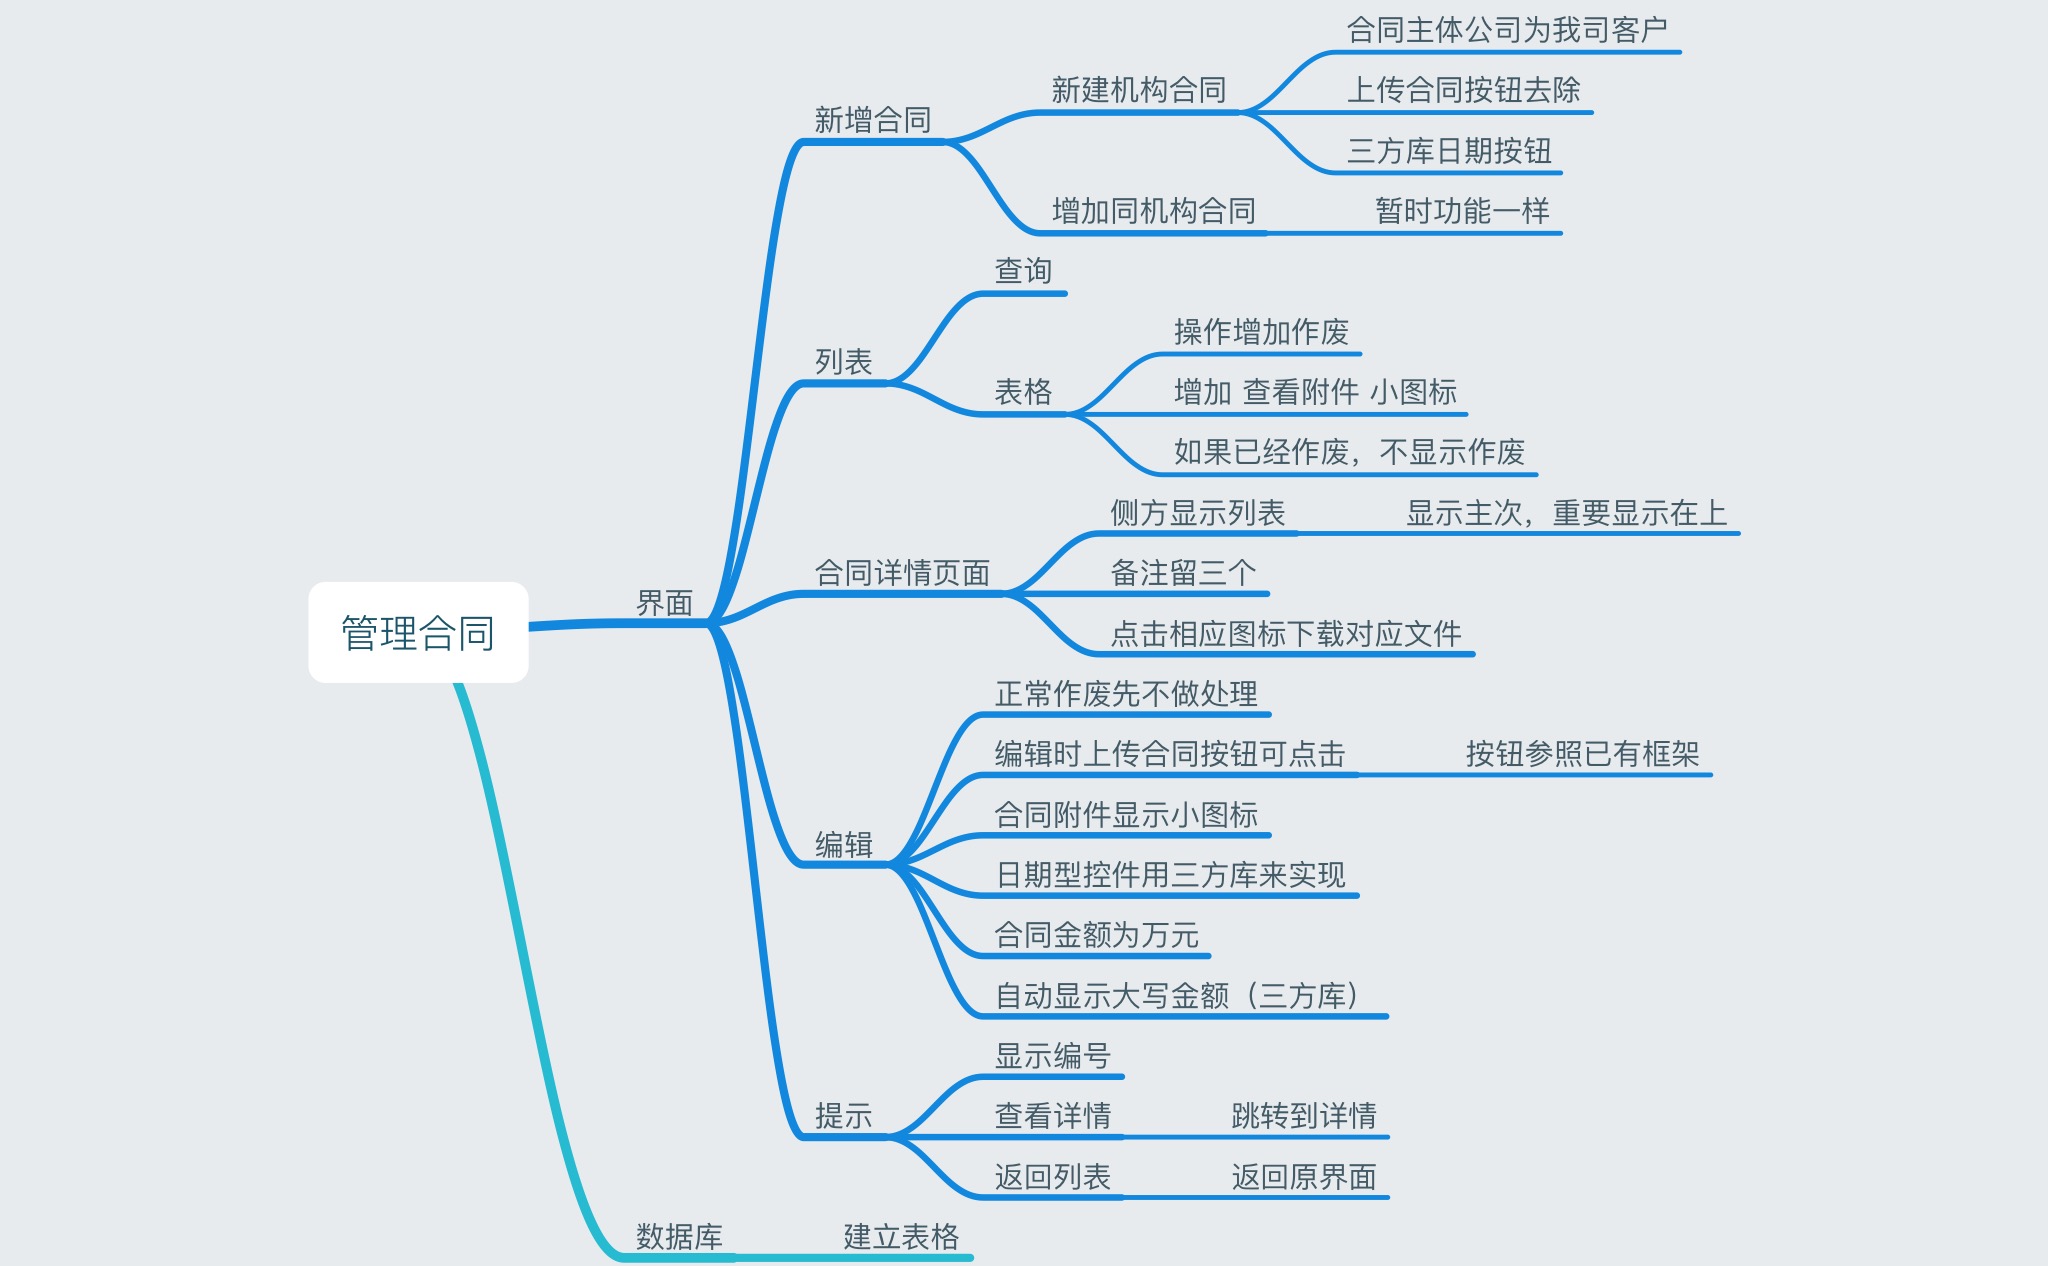 管理合同
界面
新增合同
新建机构合同
合同主体公司为我司客户
上传合同按钮去除
三方库日期按钮
增加同机构合同
暂时功能一样
列表
查询
表格
操作增加作废
增加 查看附件 小图标
如果已经作废，不显示作废
合同详情页面
侧方显示列表
显示主次，重要显示在上
备注留三个
点击相应图标下载对应文件
编辑
正常作废先不做处理
编辑时上传合同按钮可点击
按钮参照已有框架
合同附件显示小图标
日期型控件用三方库来实现
合同金额为万元
自动显示大写金额（三方库）
提示
显示编号
查看详情
跳转到详情
返回列表
返回原界面
数据库
建立表格